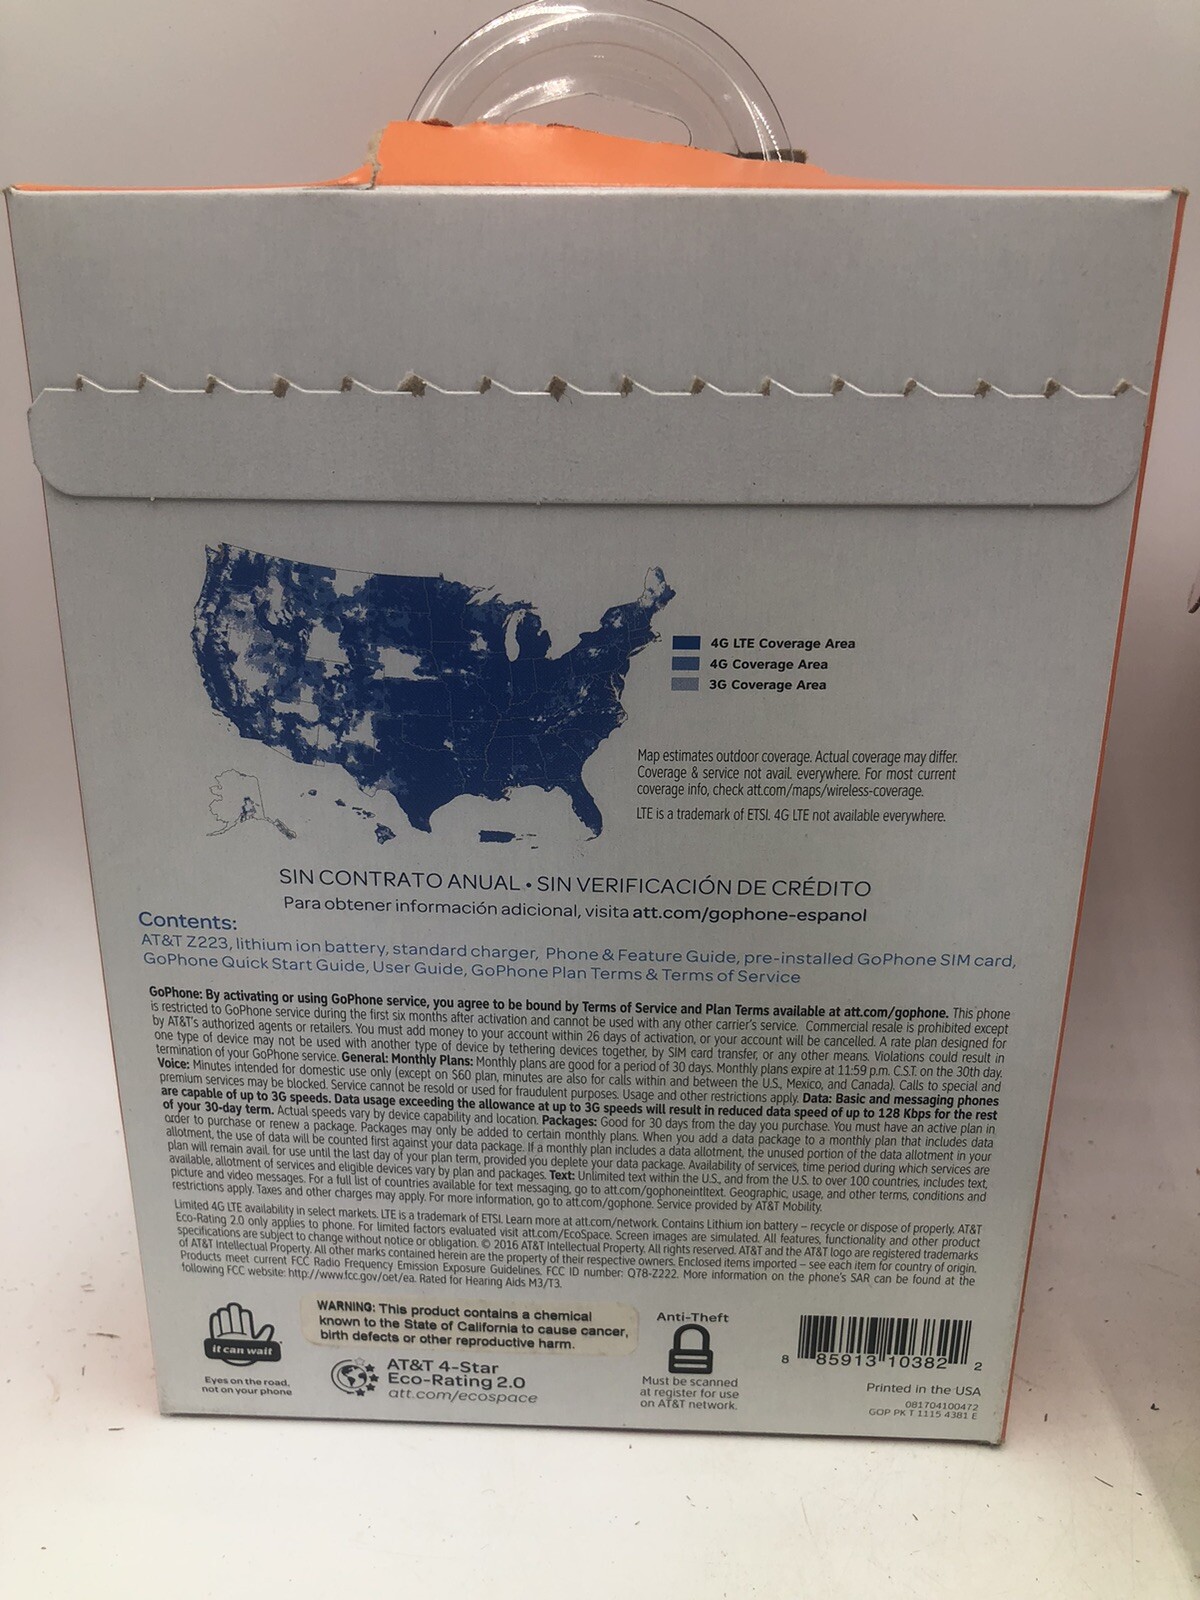 4G LTE Coverage Area
4G Coverage Area
3G Coverage Area
Map estimates outdoor coverage. Actual coverage may differ.
Coverage & service not avail. everywhere. For most current
coverage info, check att.com/maps/wireless-coverage.
LTE is a trademark of ETSI. 4G LTE not available everywhere.
SIN CONTRATO ANUAL • SIN VERIFICACIÓN DE CRÉDITO
Para obtener información adicional, visita att.com/gophone-espanol
Contents:
AT&T Z223, lithium ion battery, standard charger, Phone & Feature Guide, pre-installed GoPhone SIM card,
GoPhone Quick Start Guide, User Guide, GoPhone Plan Terms & Terms of Service
GoPhone: By activating or using GoPhone service, you agree to be bound by Terms of Service and Plan Terms available at att.com/gophone. This phone
is restricted to GoPhone service during the first six months after activation and cannot be used with any other carrier's service. Commercial resale is prohibited except
by AT&T's authorized agents or retailers. You must add money to your account within 26 days of activation, or your account will be cancelled. A rate plan designed for
one type of device may not be used with another type of device by tethering devices together, by SIM card transfer, or any other means. Violations could result in
termination of your GoPhone service. General: Monthly Plans: Monthly plans are good for a period of 30 days. Monthly plans expire at 11:59 p.m. C.S.T. on the 30th day.
Voice: Minutes intended for domestic use only (except on $60 plan, minutes are also for calls within and between the U.S., Mexico, and Canada). Calls to special and
premium services may be blocked. Service cannot be resold or used for fraudulent purposes. Usage and other restrictions apply. Data: Basic and messaging phones
are capable of up to 3G speeds. Data usage exceeding the allowance at up to 3G speeds will result in reduced data speed of up to 128 Kbps for the rest
of your 30-day term. Actual speeds vary by device capability and location. Packages: Good for 30 days from the day you purchase. You must have an active plan in
order to purchase or renew a package. Packages may only be added to certain monthly plans. When you add a data package to a monthly plan that includes data
allotment, the use of data will be counted first against your data package. If a monthly plan includes a data allotment, the unused portion of the data allotment in your
plan will remain avail. for use until the last day of your plan term, provided you deplete your data package. Availability of services, time period during which services are
available, allotment of services and eligible devices vary by plan and packages. Text: Unlimited text within the U.S., and from the U.S. to over 100 countries, includes text,
picture and video messages. For a full list of countries available for text messaging, go to att.com/gophoneintltext. Geographic, usage, and other terms, conditions and
restrictions apply. Taxes and other charges may apply. For more information, go to att.com/gophone. Service provided by AT&T Mobility.
Limited 4G LTE availability in select markets. LTE is a trademark of ETSI. Learn more at att.com/network. Contains Lithium ion battery – recycle or dispose of properly. AT&T
Eco-Rating 2.0 only applies to phone. For limited factors evaluated visit att.com/EcoSpace. Screen images are simulated. All features, functionality and other product
specifications are subject to change without notice or obligation. © 2016 AT&T Intellectual Property. All rights reserved. AT&T and the AT&T logo are registered trademarks
of AT&T Intellectual Property. All other marks contained herein are the property of their respective owners. Enclosed items imported – see each item for country of origin.
Products meet current FCC Radio Frequency Emission Exposure Guidelines. FCC ID number: Q78-Z222. More information on the phone's SAR can be found at the
following FCC website: http://www.fcc.gov/oet/ea. Rated for Hearing Aids M3/T3.
it can wait
Eyes on the road,
not on your phone
WARNING: This product contains a chemical
known to the State of California to cause cancer,
birth defects or other reproductive harm.
AT&T 4-Star
Eco-Rating 2.0
att.com/ecospace
Anti-Theft
Must be scanned
at register for use
on AT&T network.
8 85913 10382 2
Printed in the USA
081704100472
GOP PK T 1115 4381 E